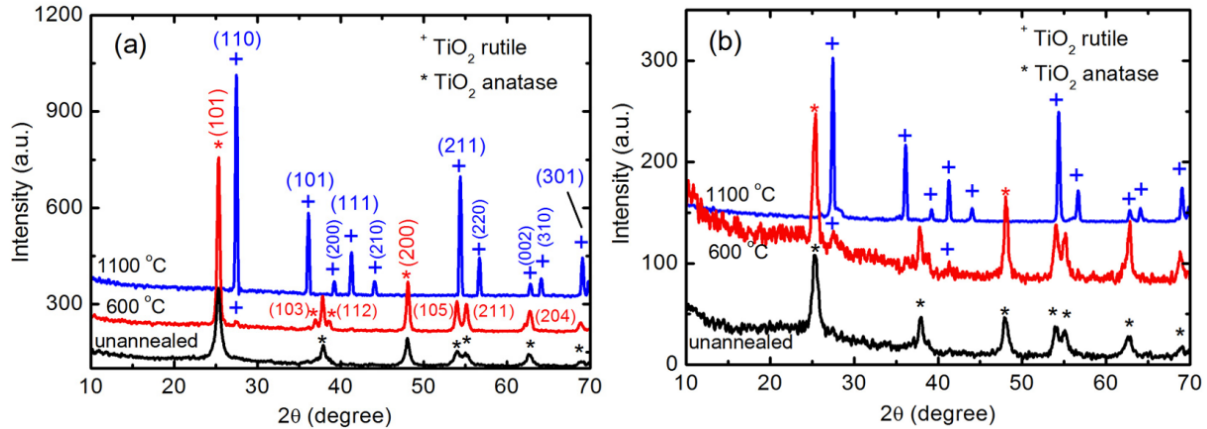 1200
900
600
300
Intensity (a.u.)
(a)
+ TiO2 rutile
* TiO2 anatase
(110)
+
* (101)
(101)
+
(200)
+
(111)
+
(210)
+
(211)
+
(220)
+
(002)
+
(310)
+
(301)
+
1100 °C
600 °C
unannealed
+
(103)
* *
(112)
(200)
*
(105)
(211)
(204)
* * * * *
10 20 30 40 50 60 70
2θ (degree)
300
200
100
0
Intensity (a.u.)
(b)
+ TiO2 rutile
* TiO2 anatase
+
*
+ + + + + + + + +
1100 °C
600 °C
unannealed
+ + *
* * * * * * *
10 20 30 40 50 60 70
2θ (degree)